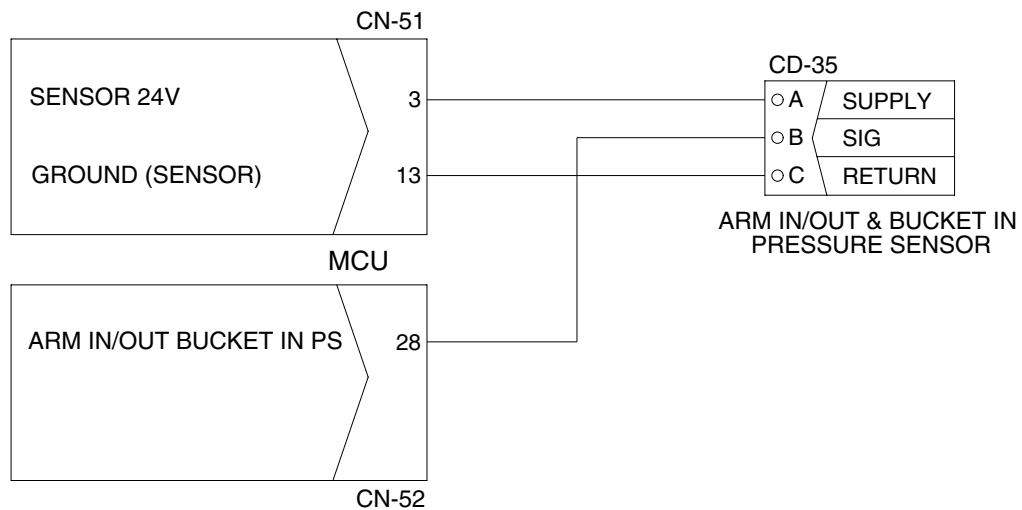 CN-51
SENSOR 24V
3
GROUND (SENSOR)
13
MCU
ARM IN/OUT BUCKET IN PS
28
CN-52
CD-35
A SUPPLY
B SIG
C RETURN
ARM IN/OUT & BUCKET IN
PRESSURE SENSOR